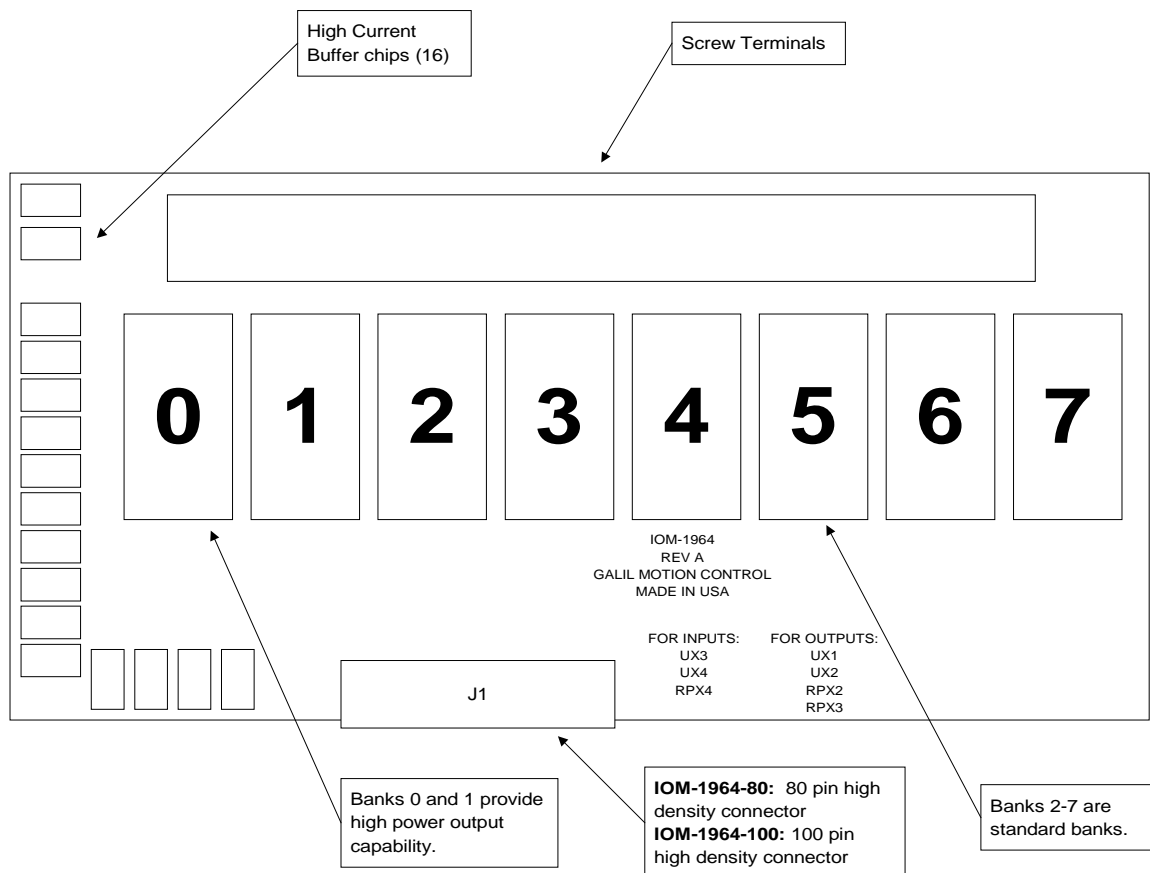 High Current
Buffer chips (16)
Screw Terminals
0 1 2 3 4 5 6 7
IOM-1964
REV A
GALIL MOTION CONTROL
MADE IN USA
FOR INPUTS:
UX3
UX4
RPX4
FOR OUTPUTS:
UX1
UX2
RPX2
RPX3
J1
Banks 0 and 1 provide
high power output
capability.
IOM-1964-80: 80 pin high
density connector
IOM-1964-100: 100 pin
high density connector
Banks 2-7 are
standard banks.